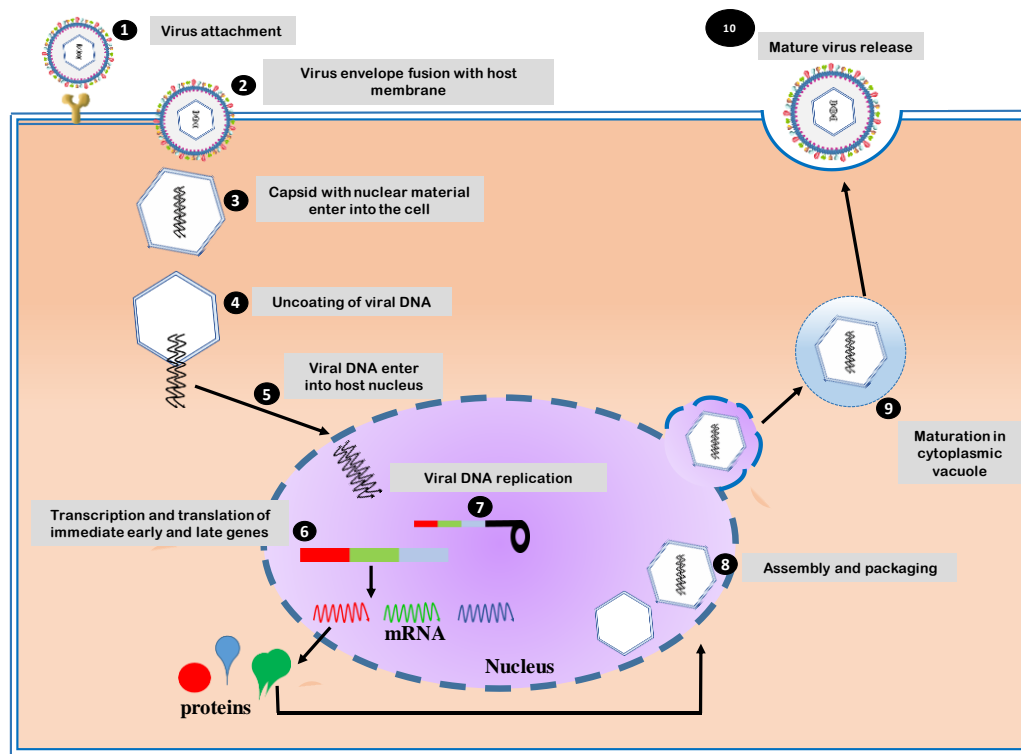 1
Virus attachment
2
Virus envelope fusion with host
membrane
3
Capsid with nuclear material
enter into the cell
4
Uncoating of viral DNA
5
Viral DNA enter
into host nucleus
6
Transcription and translation of
immediate early and late genes
mRNA
proteins
7
Viral DNA replication
Nucleus
8
Assembly and packaging
9
Maturation in
cytoplasmic
vacuole
10
Mature virus release